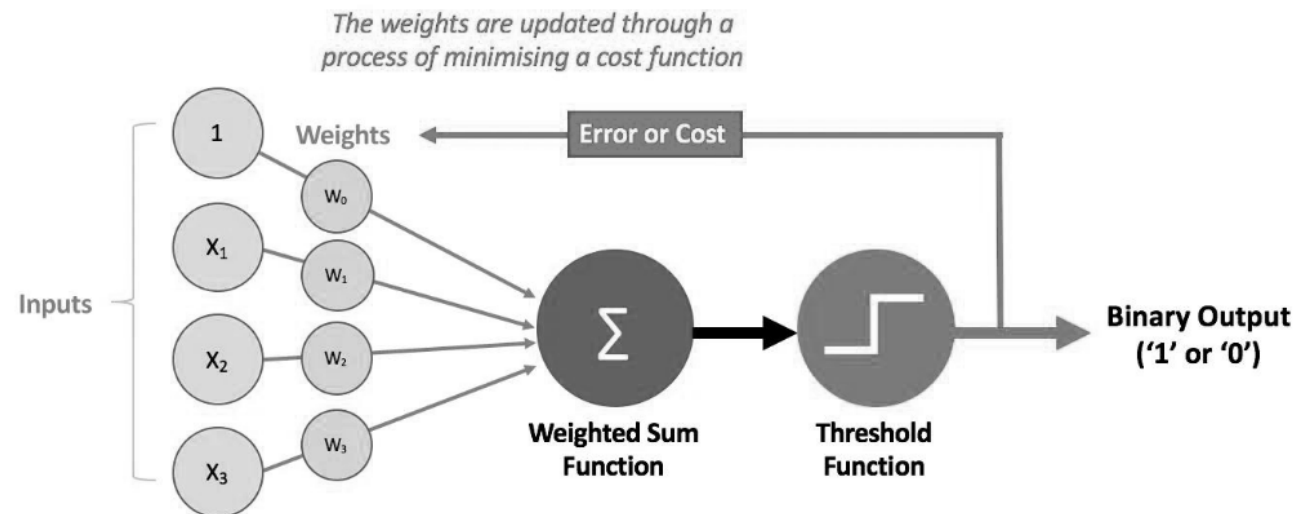 The weights are updated through a
process of minimising a cost function
1
Weights
Error or Cost
W₀
X₁
W₁
Inputs
Σ
Binary Output
(‘1’ or ‘0’)
X₂
W₂
Weighted Sum
Function
Threshold
Function
W₃
X₃